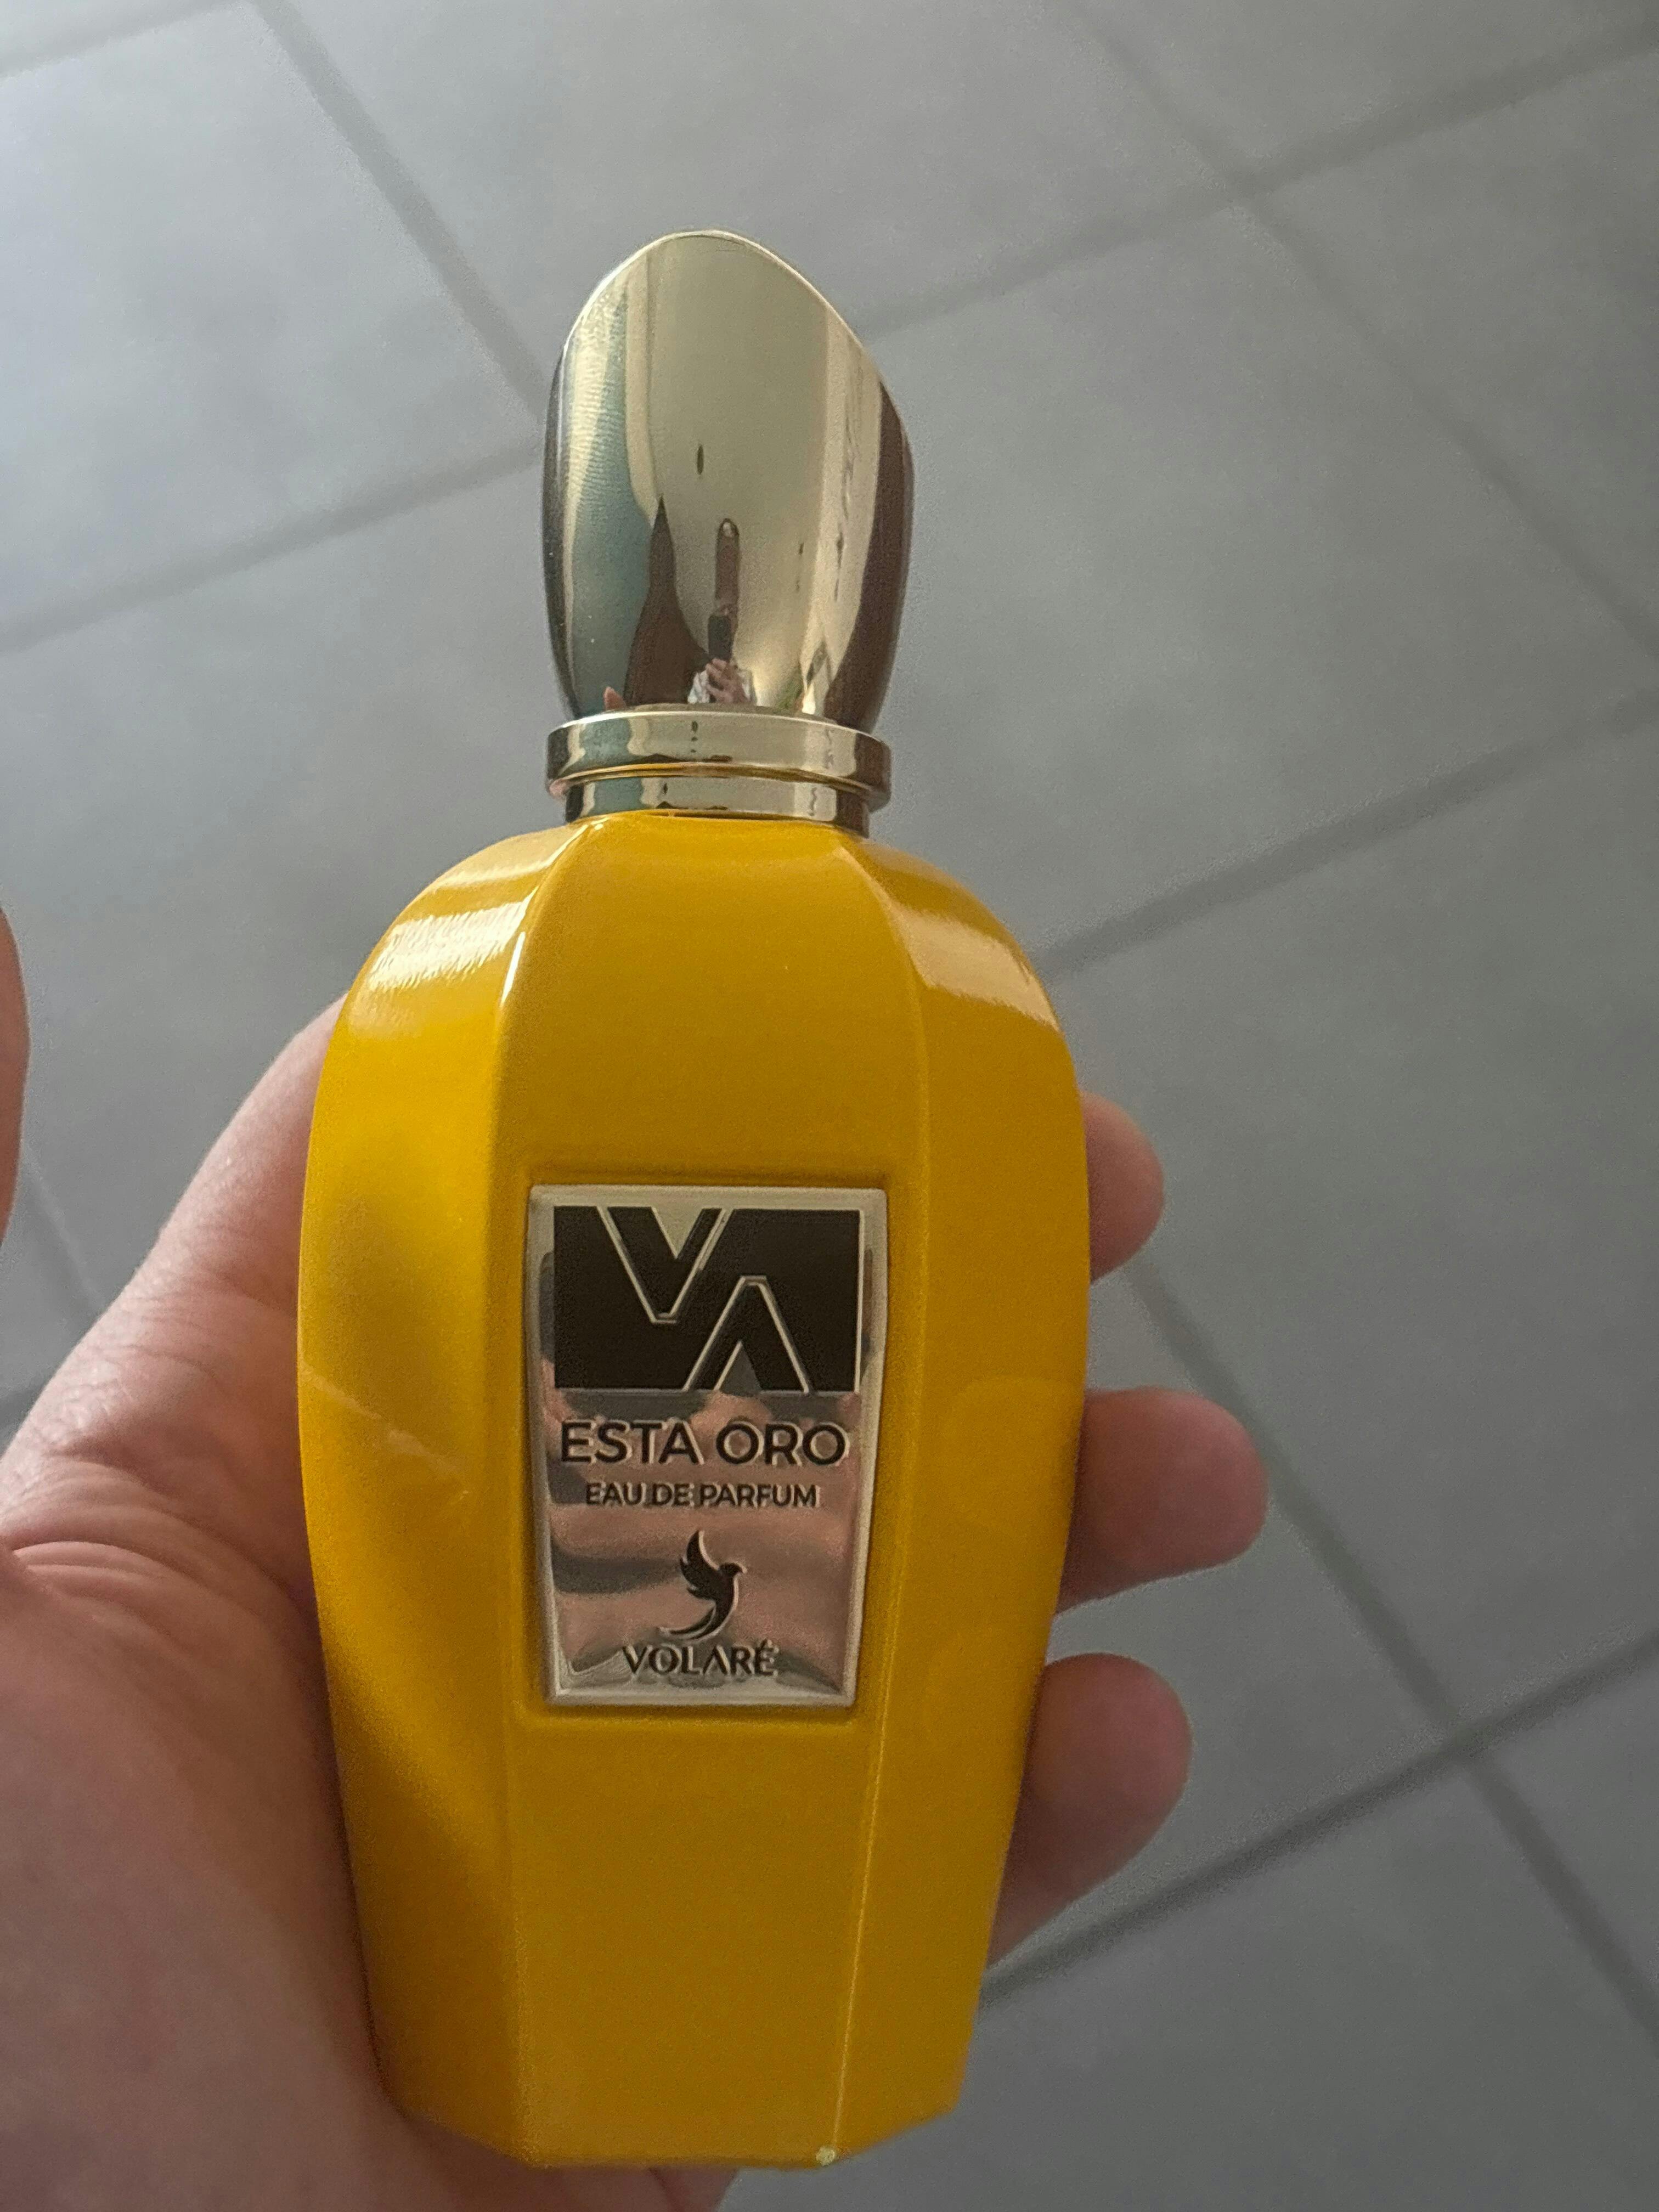 VA
ESTA ORO
EAU DE PARFUM
VOLARÉ